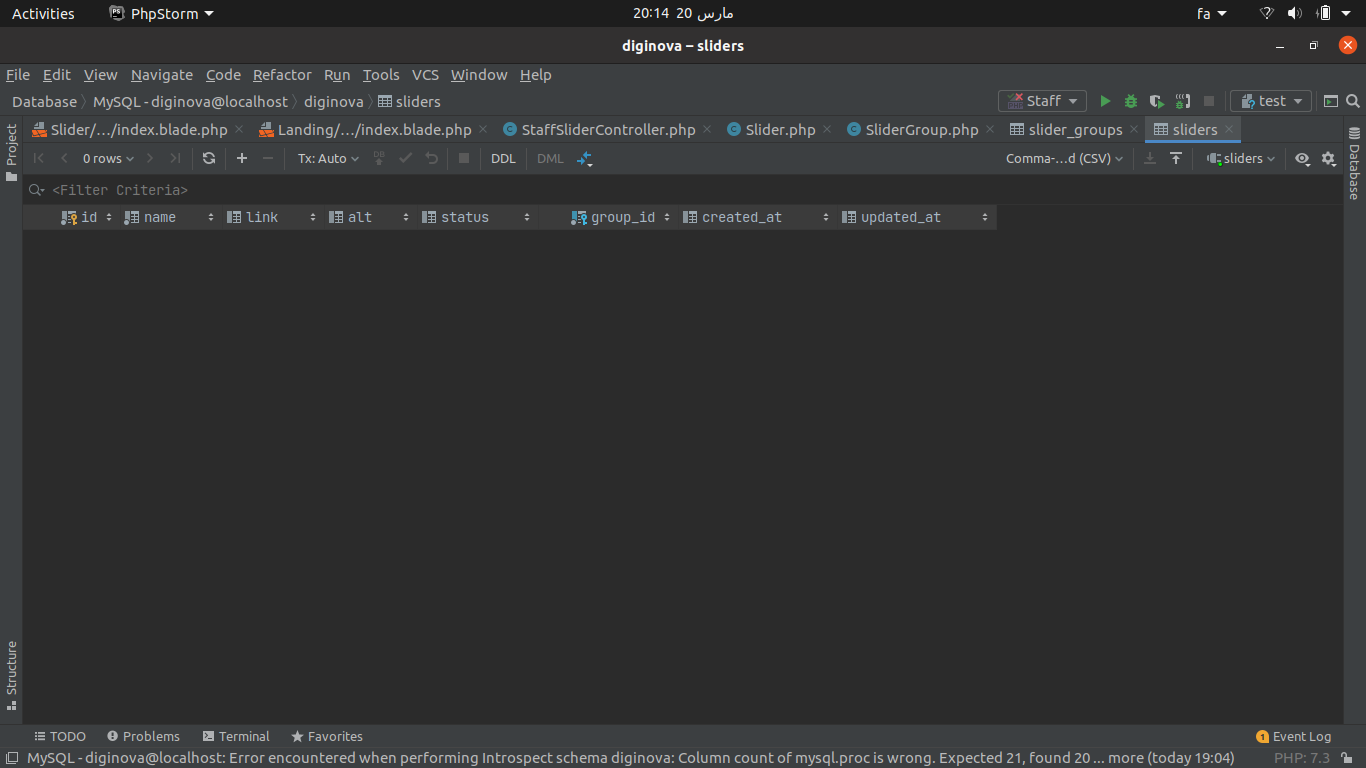 Activities PhpStorm 20:14 20 مارس fa
diginova – sliders
File Edit View Navigate Code Refactor Run Tools VCS Window Help
Database MySQL - diginova@localhost diginova sliders Staff test
Slider/.../index.blade.php Landing/.../index.blade.php StaffSliderController.php Slider.php SliderGroup.php slider_groups sliders
0 rows Tx: Auto DB DDL DML Comma-...d (CSV) sliders
<Filter Criteria>
id name link alt status group_id created_at updated_at
Project
Database
Structure
TODO Problems Terminal Favorites 1 Event Log
MySQL - diginova@localhost: Error encountered when performing Introspect schema diginova: Column count of mysql.proc is wrong. Expected 21, found 20 ... more (today 19:04) PHP: 7.3